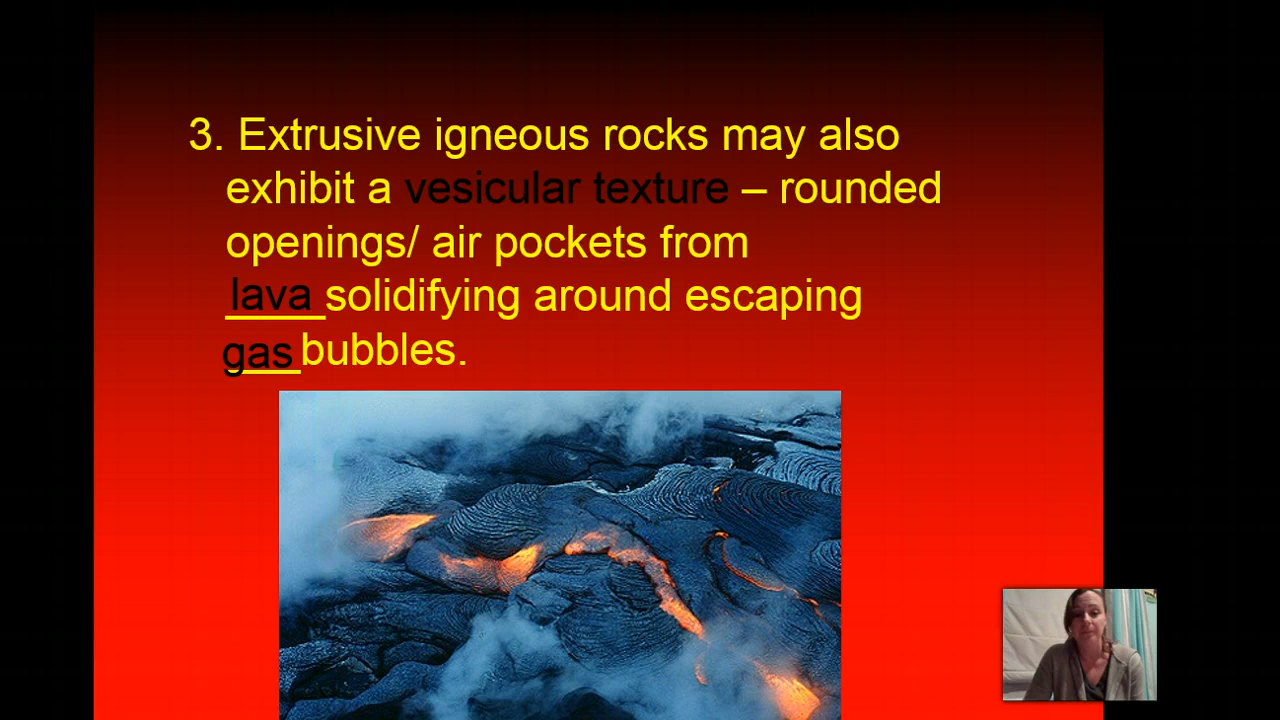 3. Extrusive igneous rocks may also
exhibit a vesicular texture – rounded
openings/ air pockets from
lava solidifying around escaping
gas bubbles.